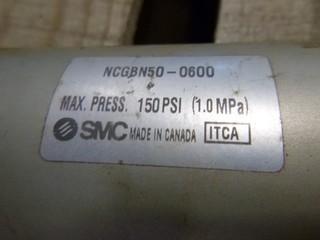 NCGBN50-0600
MAX. PRESS. 150 PSI (1.0 MPa)
SMC MADE IN CANADA ITCA